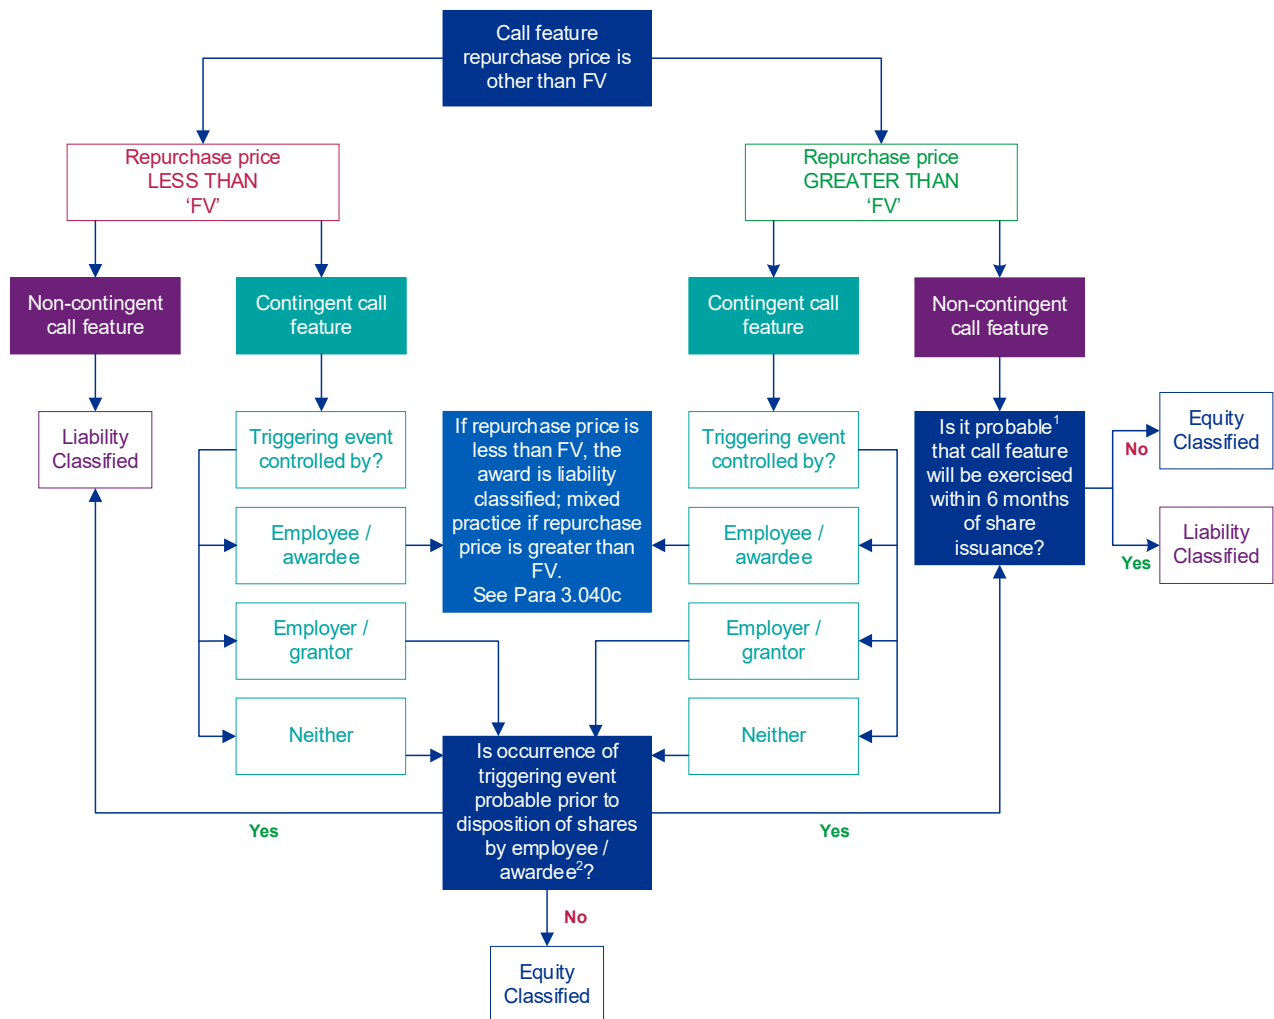 Call feature
repurchase price is
other than FV
Repurchase price
LESS THAN
‘FV’
Repurchase price
GREATER THAN
‘FV’
Non-contingent
call feature
Contingent call
feature
Contingent call
feature
Non-contingent
call feature
Liability
Classified
Triggering event
controlled by?
If repurchase price is
less than FV, the
award is liability
classified; mixed
practice if repurchase
price is greater than
FV.
See Para 3.040c
Triggering event
controlled by?
Is it probable¹
that call feature
will be exercised
within 6 months
of share
issuance?
Equity
Classified
No
Liability
Classified
Yes
Employee /
awardee
Employee /
awardee
Employer /
grantor
Employer /
grantor
Neither
Neither
Is occurrence of
triggering event
probable prior to
disposition of shares
by employee /
awardee²?
Yes
Yes
No
Equity
Classified